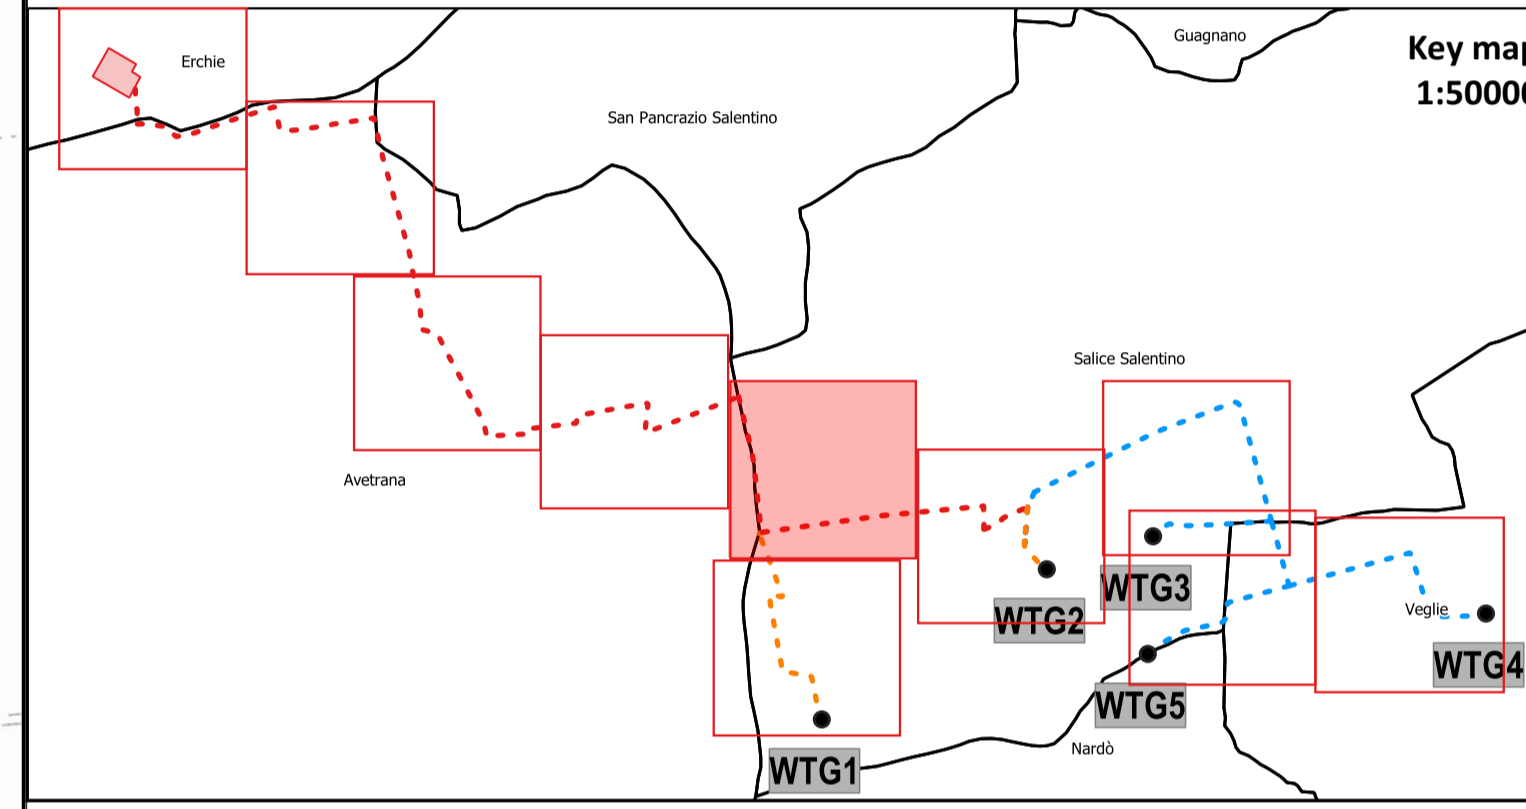 Guagnano
Key map
1:50000
Erchie
San Pancrazio Salentino
Salice Salentino
Avetrana
WTG3
WTG2
Veglie
WTG4
WTG5
Nardò
WTG1